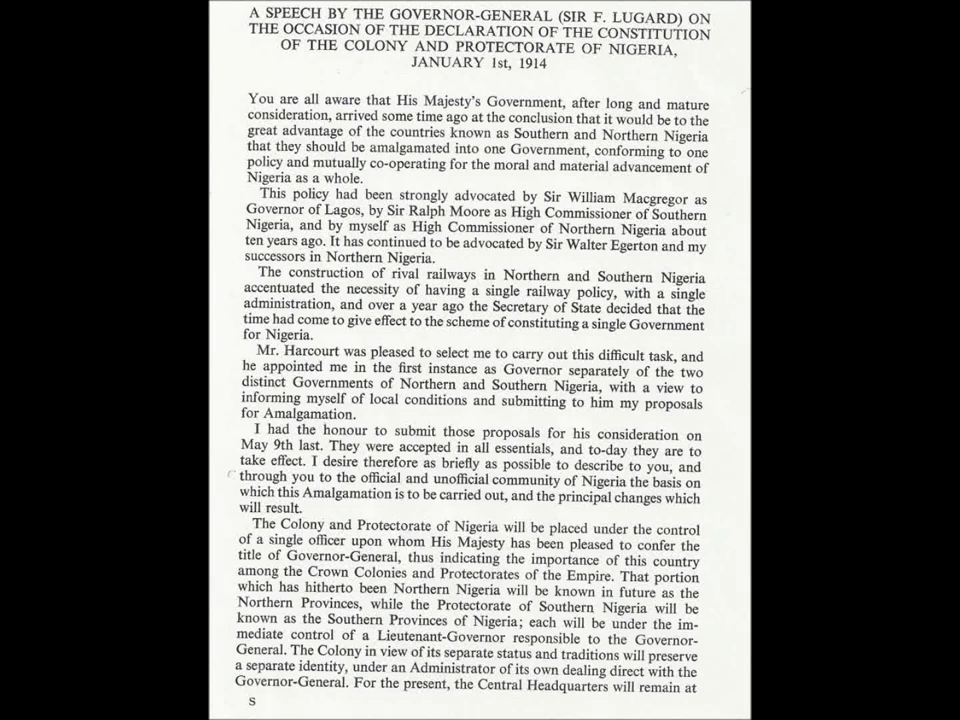 A SPEECH BY THE GOVERNOR-GENERAL (SIR F. LUGARD) ON
THE OCCASION OF THE DECLARATION OF THE CONSTITUTION
OF THE COLONY AND PROTECTORATE OF NIGERIA,
JANUARY 1st, 1914
You are all aware that His Majesty's Government, after long and mature
consideration, arrived some time ago at the conclusion that it would be to the
great advantage of the countries known as Southern and Northern Nigeria
that they should be amalgamated into one Government, conforming to one
policy and mutually co-operating for the moral and material advancement of
Nigeria as a whole.
This policy had been strongly advocated by Sir William Macgregor as
Governor of Lagos, by Sir Ralph Moore as High Commissioner of Southern
Nigeria, and by myself as High Commissioner of Northern Nigeria about
ten years ago. It has continued to be advocated by Sir Walter Egerton and my
successors in Northern Nigeria.
The construction of rival railways in Northern and Southern Nigeria
accentuated the necessity of having a single railway policy, with a single
administration, and over a year ago the Secretary of State decided that the
time had come to give effect to the scheme of constituting a single Government
for Nigeria.
Mr. Harcourt was pleased to select me to carry out this difficult task, and
he appointed me in the first instance as Governor separately of the two
distinct Governments of Northern and Southern Nigeria, with a view to
informing myself of local conditions and submitting to him my proposals
for Amalgamation.
I had the honour to submit those proposals for his consideration on
May 9th last. They were accepted in all essentials, and to-day they are to
take effect. I desire therefore as briefly as possible to describe to you, and
through you to the official and unofficial community of Nigeria the basis on
which this Amalgamation is to be carried out, and the principal changes which
will result.
The Colony and Protectorate of Nigeria will be placed under the control
of a single officer upon whom His Majesty has been pleased to confer the
title of Governor-General, thus indicating the importance of this country
among the Crown Colonies and Protectorates of the Empire. That portion
which has hitherto been Northern Nigeria will be known in future as the
Northern Provinces, while the Protectorate of Southern Nigeria will be
known as the Southern Provinces of Nigeria; each will be under the im-
mediate control of a Lieutenant-Governor responsible to the Governor-
General. The Colony in view of its separate status and traditions will preserve
a separate identity, under an Administrator of its own dealing direct with the
Governor-General. For the present, the Central Headquarters will remain at
S